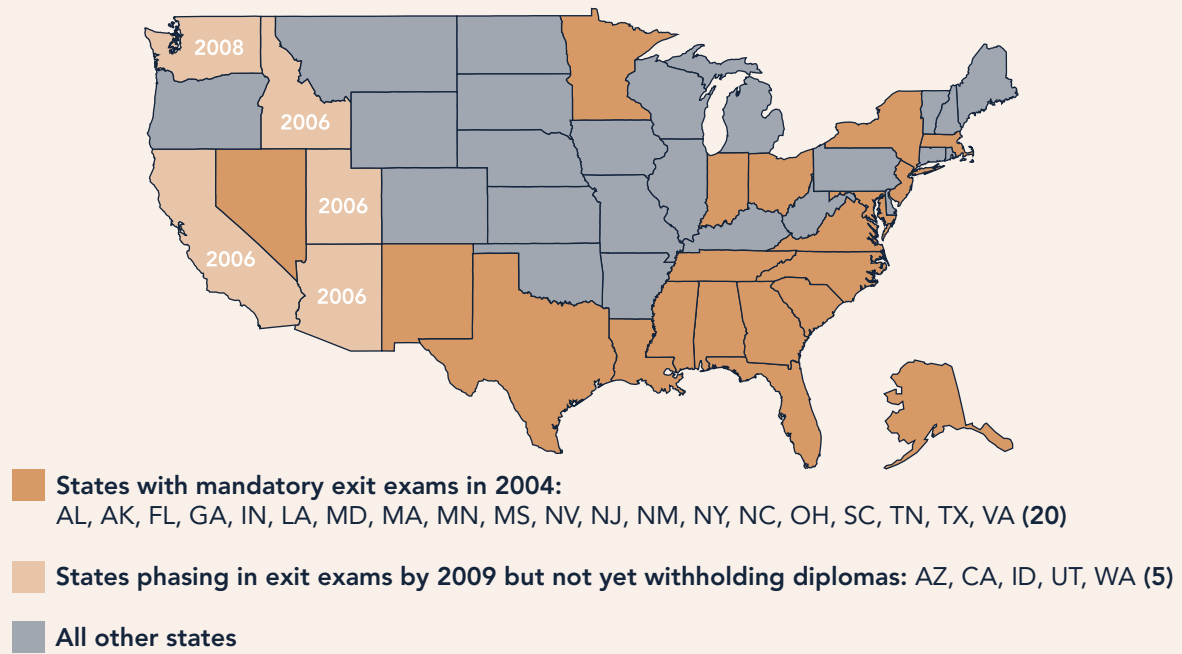 2008
2006
2006
2006
2006
States with mandatory exit exams in 2004:
AL, AK, FL, GA, IN, LA, MD, MA, MN, MS, NV, NJ, NM, NY, NC, OH, SC, TN, TX, VA (20)
States phasing in exit exams by 2009 but not yet withholding diplomas: AZ, CA, ID, UT, WA (5)
All other states